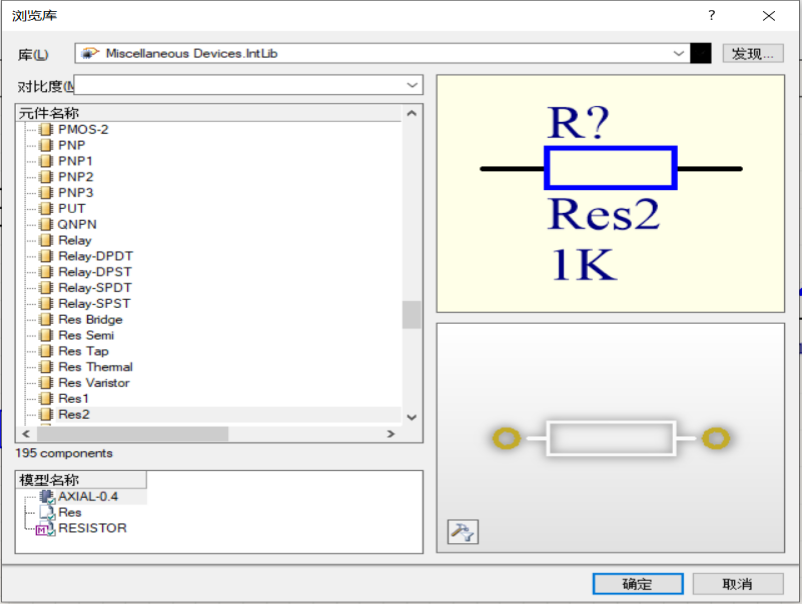 浏览库
?
库(L)
Miscellaneous Devices.IntLib
发现...
对比度(M
元件名称
PMOS-2
PNP
PNP1
PNP2
PNP3
PUT
QNPN
Relay
Relay-DPDT
Relay-DPST
Relay-SPDT
Relay-SPST
Res Bridge
Res Semi
Res Tap
Res Thermal
Res Varistor
Res1
Res2
195 components
模型名称
AXIAL-0.4
Res
RESISTOR
R?
Res2
1K
确定
取消